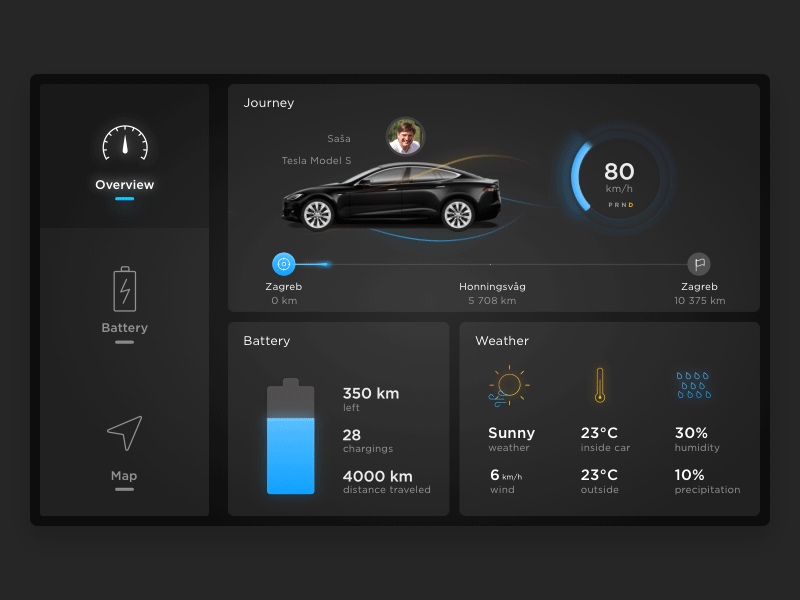 Overview
Battery
Map
Journey
Saša
Tesla Model S
80
km/h
PRND
Zagreb
0 km
Honningsvåg
5 708 km
Zagreb
10 375 km
Battery
350 km
left
28
chargings
4000 km
distance traveled
Weather
Sunny
weather
23°C
inside car
30%
humidity
6 km/h
wind
23°C
outside
10%
precipitation